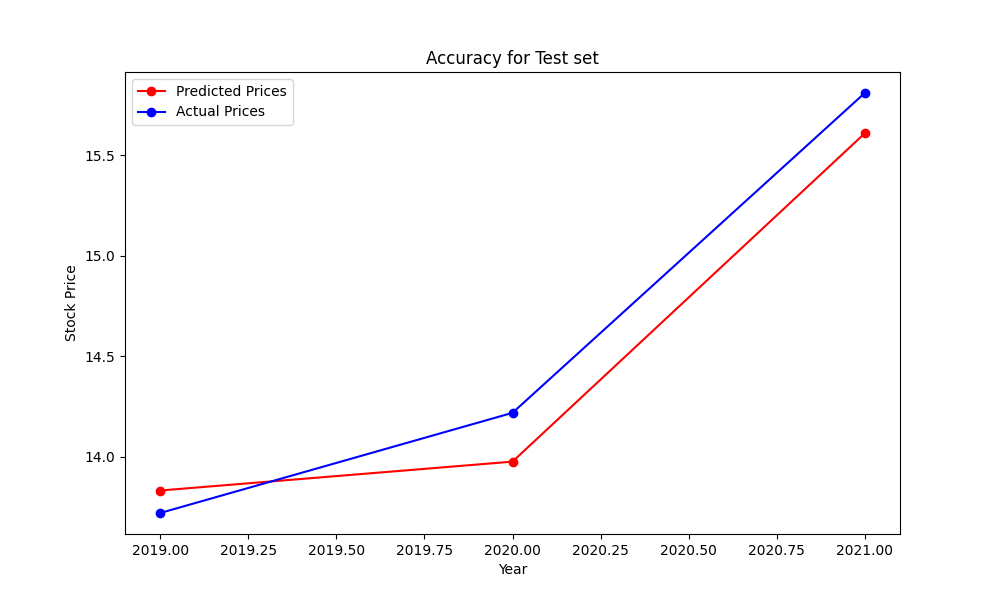 Accuracy for Test set
Predicted Prices
Actual Prices
15.5
15.0
14.5
14.0
Stock Price
2019.00 2019.25 2019.50 2019.75 2020.00 2020.25 2020.50 2020.75 2021.00
Year